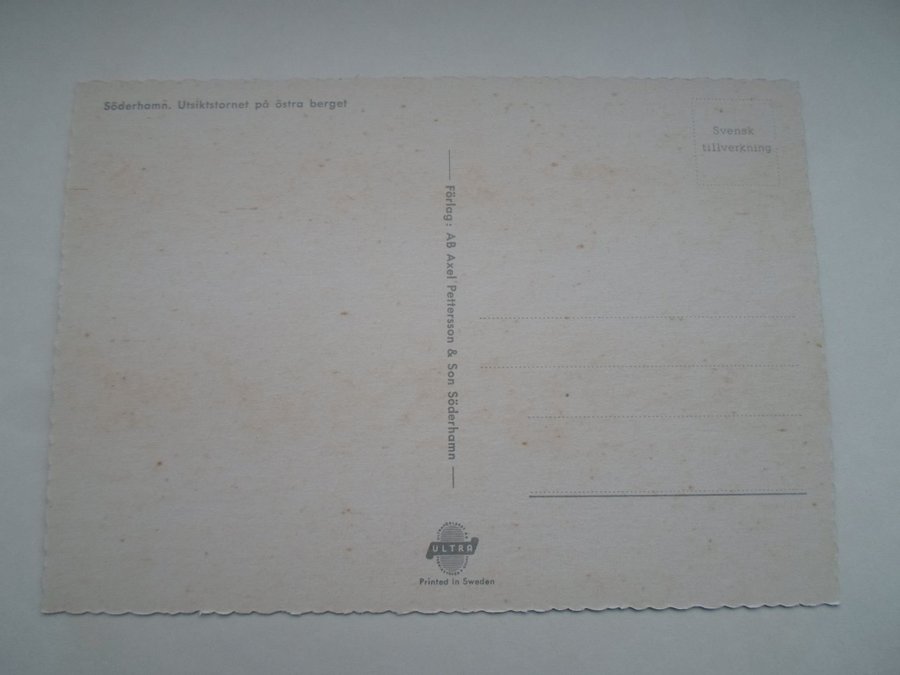 Söderhamn. Utsiktstornet på östra berget
Svensk
tillverkning
Förlag: AB Axel Pettersson & Son Söderhamn
ULTRA
Printed in Sweden